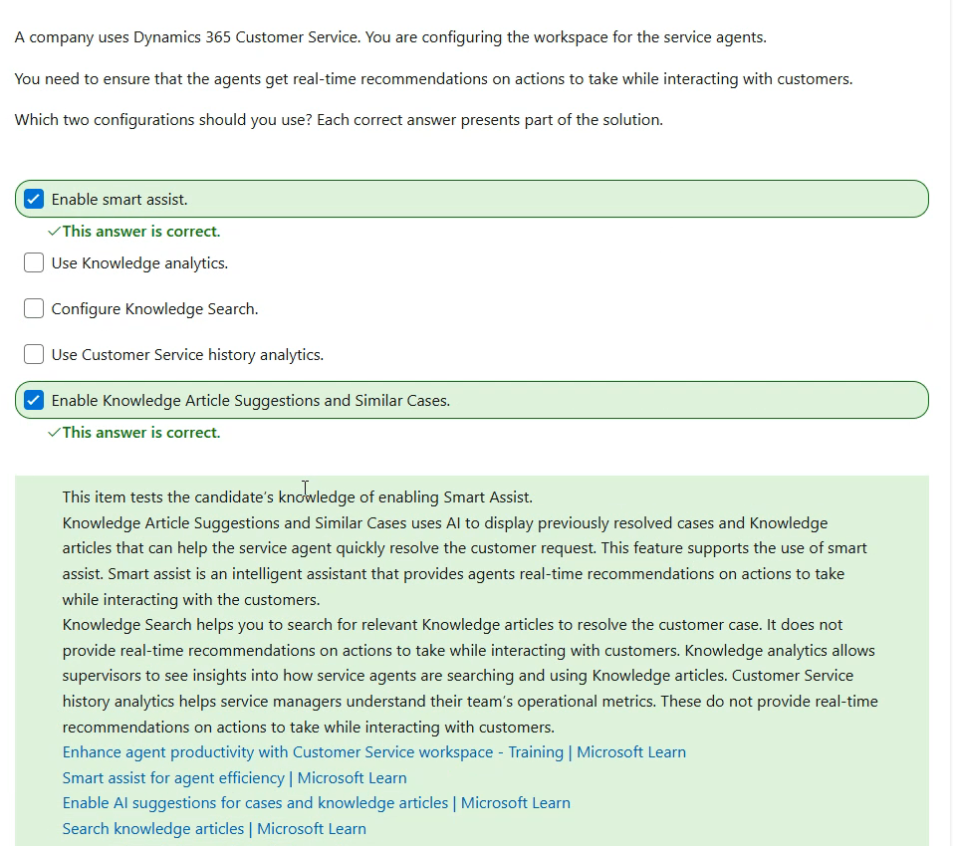 A company uses Dynamics 365 Customer Service. You are configuring the workspace for the service agents.
You need to ensure that the agents get real-time recommendations on actions to take while interacting with customers.
Which two configurations should you use? Each correct answer presents part of the solution.
Enable smart assist.
This answer is correct.
Use Knowledge analytics.
Configure Knowledge Search.
Use Customer Service history analytics.
Enable Knowledge Article Suggestions and Similar Cases.
This answer is correct.
This item tests the candidate's knowledge of enabling Smart Assist.
Knowledge Article Suggestions and Similar Cases uses AI to display previously resolved cases and Knowledge
articles that can help the service agent quickly resolve the customer request. This feature supports the use of smart
assist. Smart assist is an intelligent assistant that provides agents real-time recommendations on actions to take
while interacting with the customers.
Knowledge Search helps you to search for relevant Knowledge articles to resolve the customer case. It does not
provide real-time recommendations on actions to take while interacting with customers. Knowledge analytics allows
supervisors to see insights into how service agents are searching and using Knowledge articles. Customer Service
history analytics helps service managers understand their team's operational metrics. These do not provide real-time
recommendations on actions to take while interacting with customers.
Enhance agent productivity with Customer Service workspace - Training | Microsoft Learn
Smart assist for agent efficiency | Microsoft Learn
Enable AI suggestions for cases and knowledge articles | Microsoft Learn
Search knowledge articles | Microsoft Learn